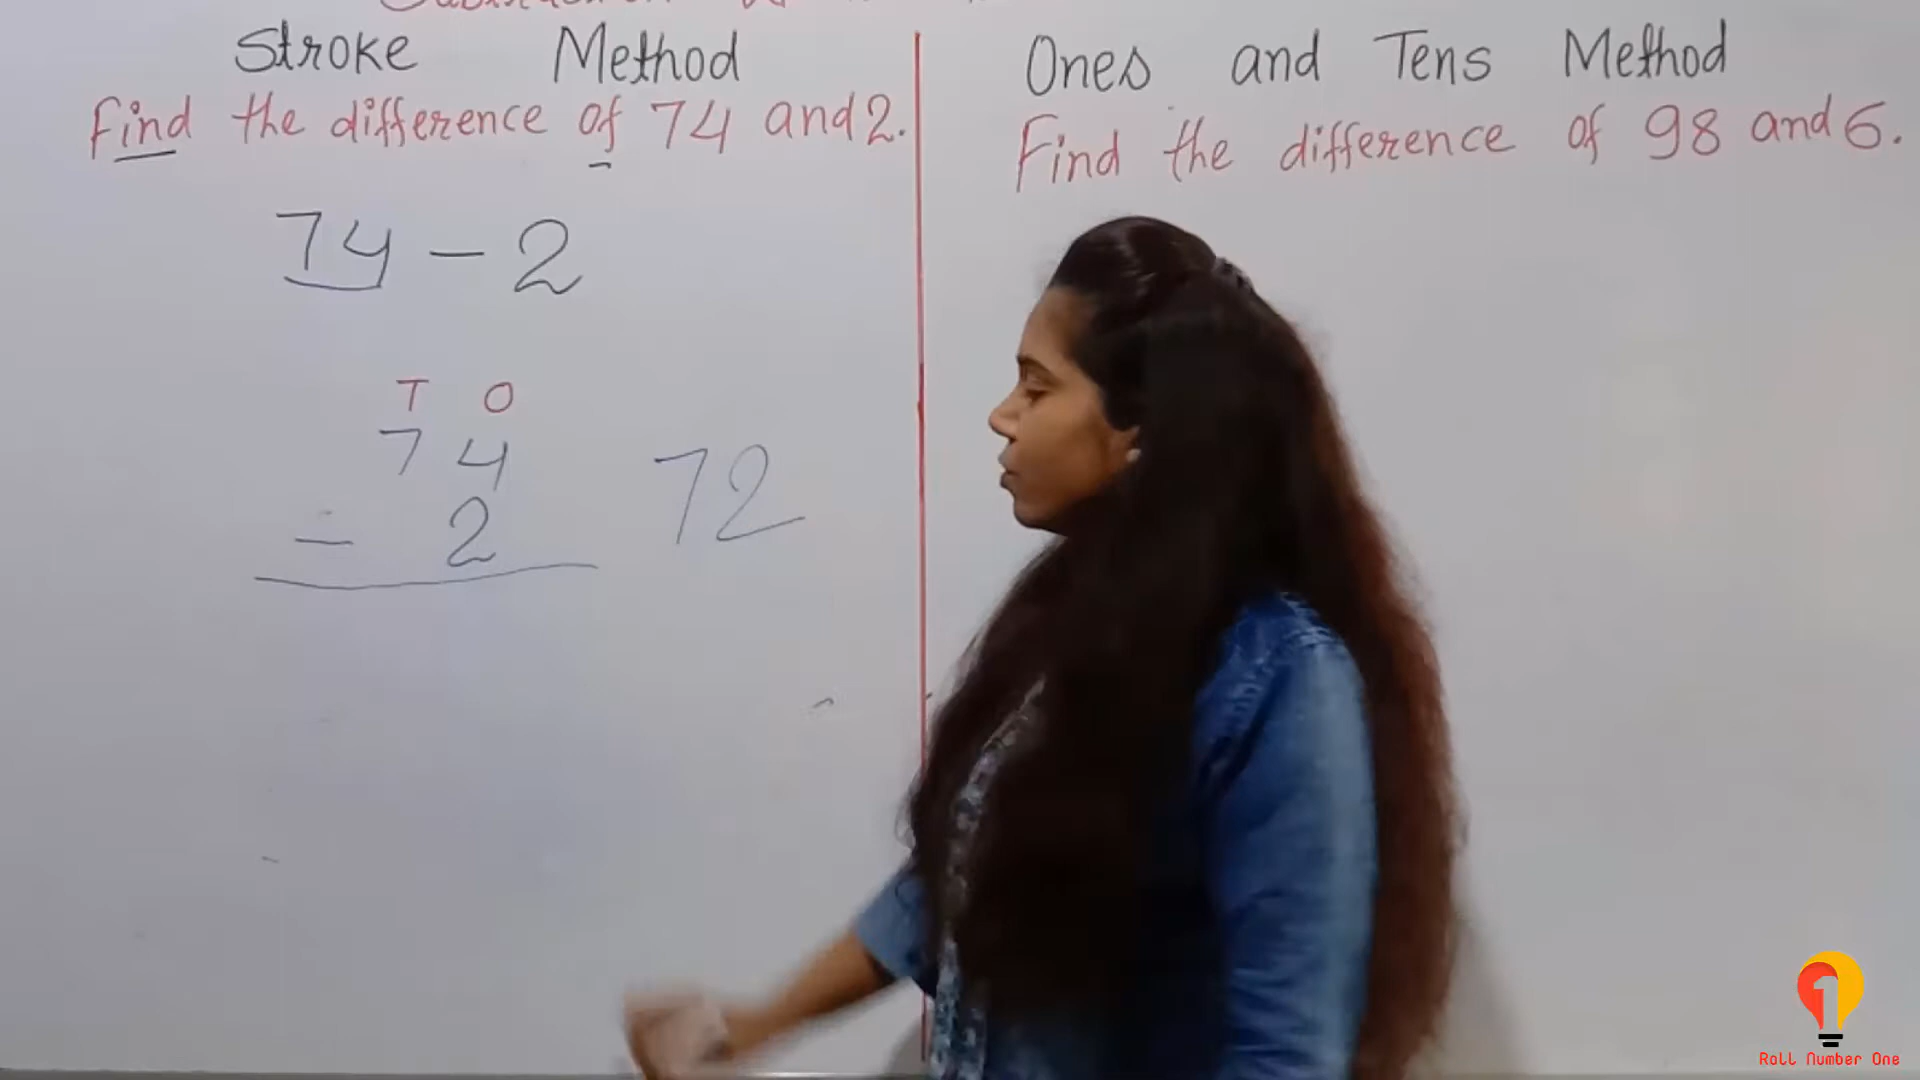 Stroke Method
Find the difference of 74 and 2.
74 - 2
T O
7 4
- 2
72
Ones and Tens Method
Find the difference of 98 and 6.
1
Roll Number One